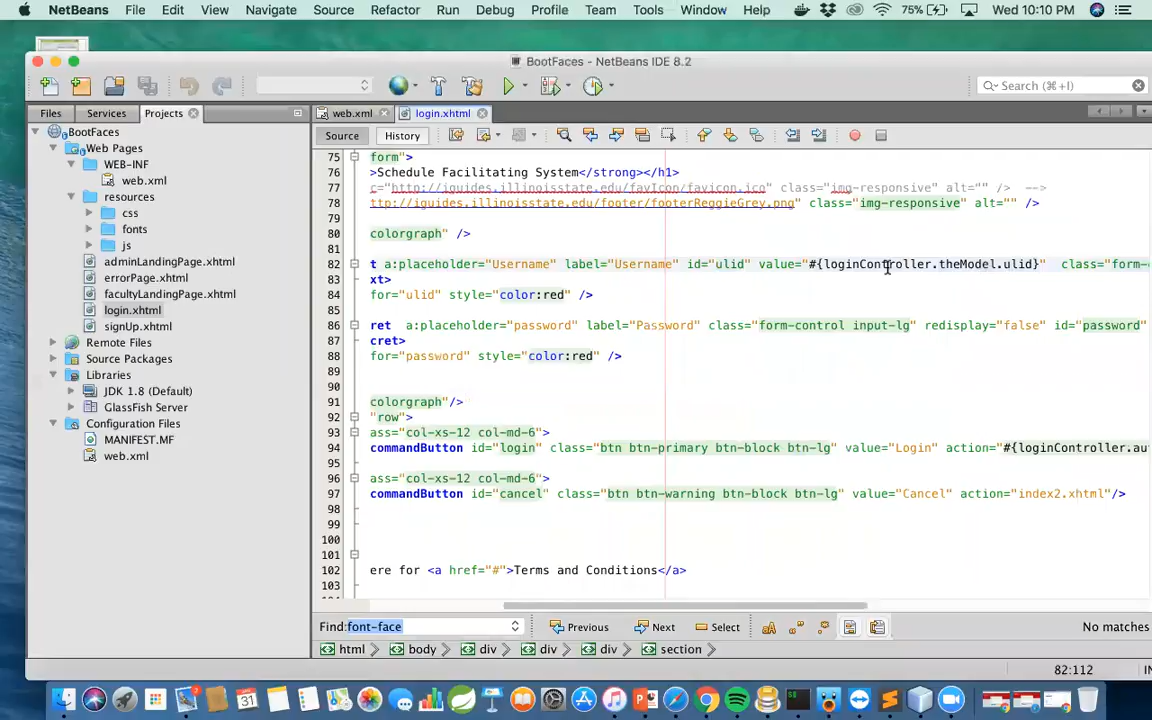 NetBeans File Edit View Navigate Source Refactor Run Debug Profile Team Tools Window Help 75% Wed 10:10 PM
BootFaces - NetBeans IDE 8.2
Search (⌘+I)
Files Services Projects web.xml login.xhtml
Source History
BootFaces
Web Pages
WEB-INF
web.xml
resources
css
fonts
js
adminLandingPage.xhtml
errorPage.xhtml
facultyLandingPage.xhtml
login.xhtml
signUp.xhtml
Remote Files
Source Packages
Libraries
JDK 1.8 (Default)
GlassFish Server
Configuration Files
MANIFEST.MF
web.xml
75 form">
76 >Schedule Facilitating System</strong></h1>
77 c="http://iguides.illinoisstate.edu/favIcon/favicon.ico" class="img-responsive" alt="" /> -->
78 ttp://iguides.illinoisstate.edu/footer/footerReggieGrey.png" class="img-responsive" alt="" />
80 colorgraph" />
81
82 t a:placeholder="Username" label="Username" id="ulid" value="#{loginController.theModel.ulid}" class="form-
83 xt>
84 for="ulid" style="color:red" />
85
86 ret a:placeholder="password" label="Password" class="form-control input-lg" redisplay="false" id="password"
87 cret>
88 for="password" style="color:red" />
89
90
91 colorgraph"/>
92 "row">
93 ass="col-xs-12 col-md-6">
94 commandButton id="login" class="btn btn-primary btn-block btn-lg" value="Login" action="#{loginController.au
95
96 ass="col-xs-12 col-md-6">
97 commandButton id="cancel" class="btn btn-warning btn-block btn-lg" value="Cancel" action="index2.xhtml"/>
98
99
100
101
102 ere for <a href="#">Terms and Conditions</a>
103
Find: font-face Previous Next Select No matches
html body div div div section
82:112 IN